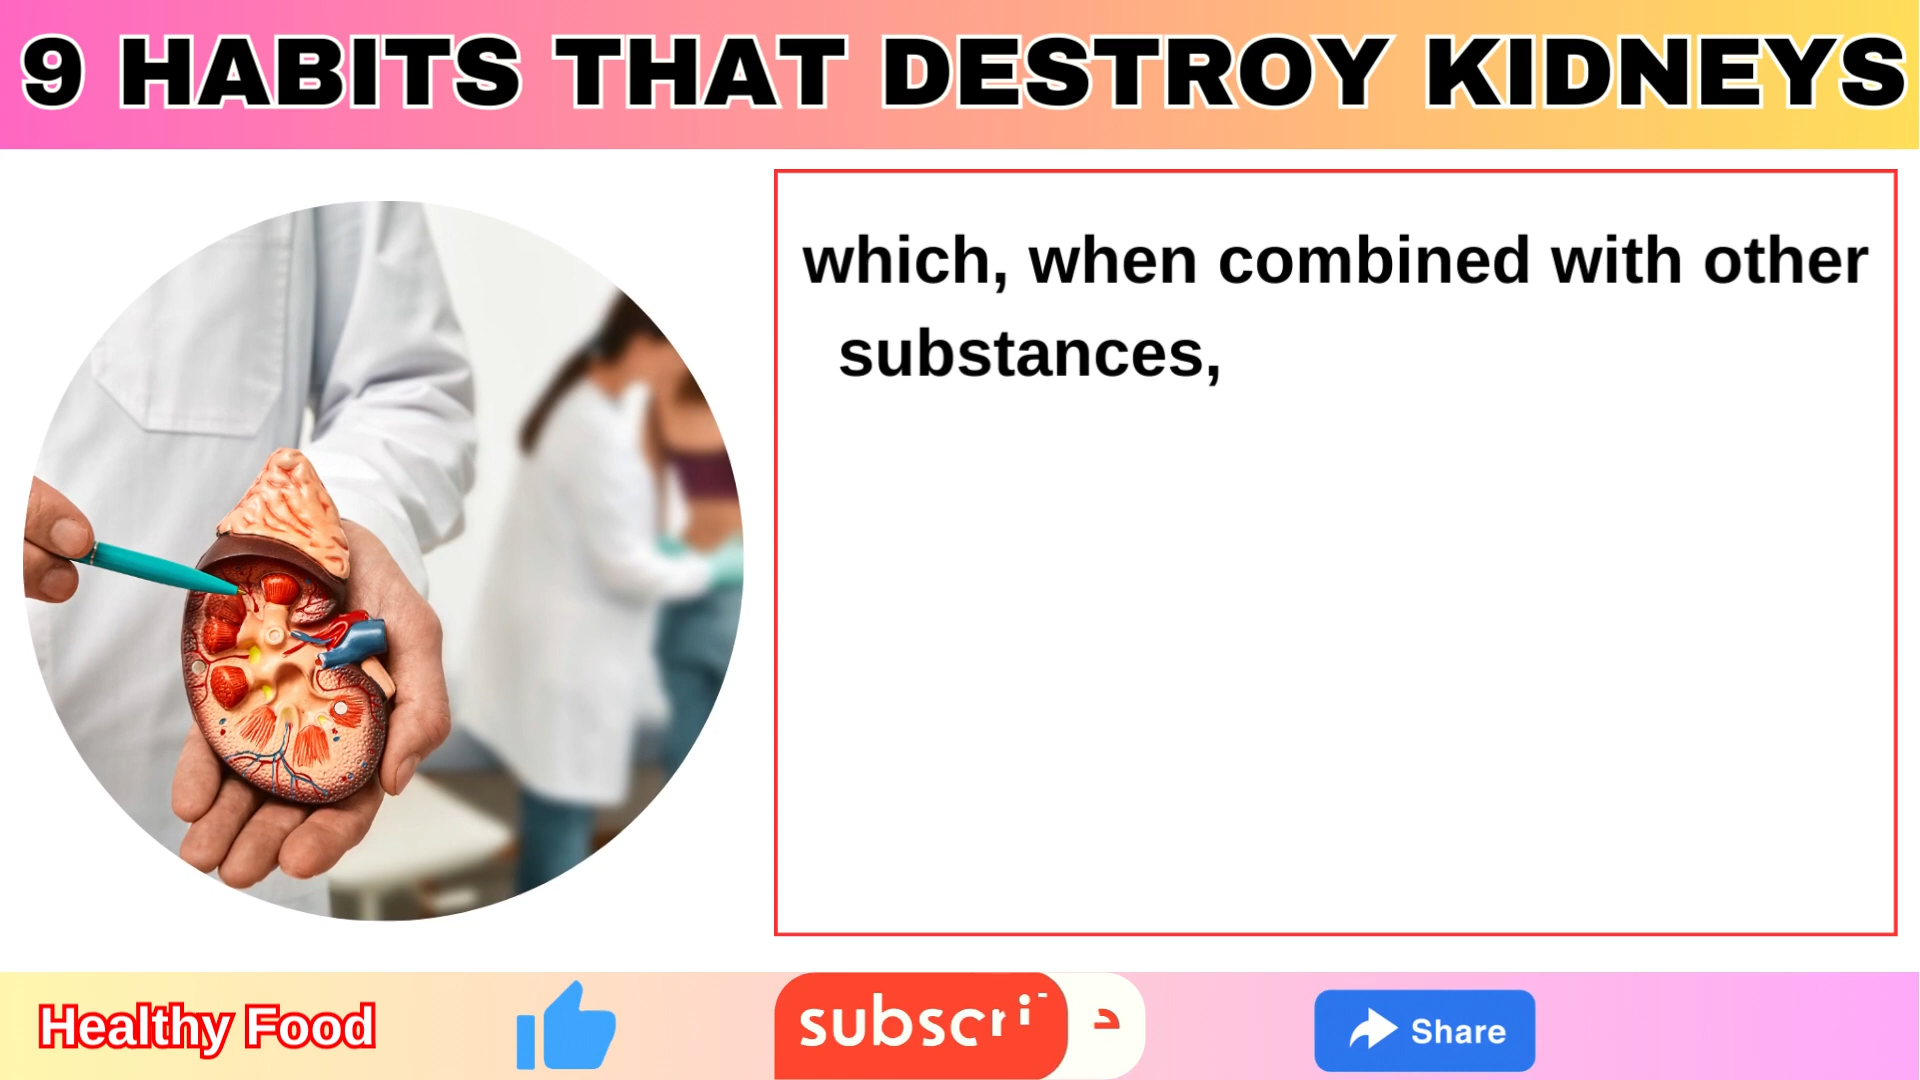 9 HABITS THAT DESTROY KIDNEYS
which, when combined with other
substances,
Healthy Food
Share